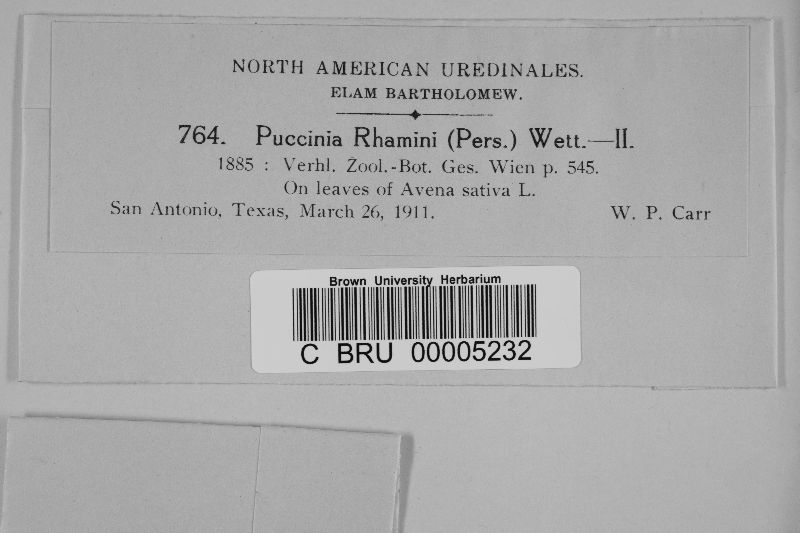 NORTH AMERICAN UREDINALES.
ELAM BARTHOLOMEW.
764. Puccinia Rhamini (Pers.) Wett.—II.
1885 : Verhl. Zool.-Bot. Ges. Wien p. 545.
On leaves of Avena sativa L.
San Antonio, Texas, March 26, 1911. W. P. Carr
Brown University Herbarium
C BRU 00005232